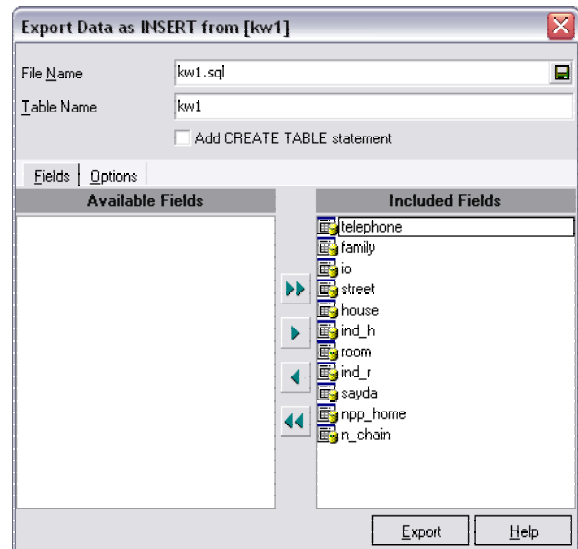 Export Data as INSERT from [kw1]
File Name
kw1.sql
Table Name
kw1
Add CREATE TABLE statement
Fields Options
Available Fields
Included Fields
telephone
family
io
street
house
ind_h
room
ind_r
sayda
npp_home
n_chain
Export Help